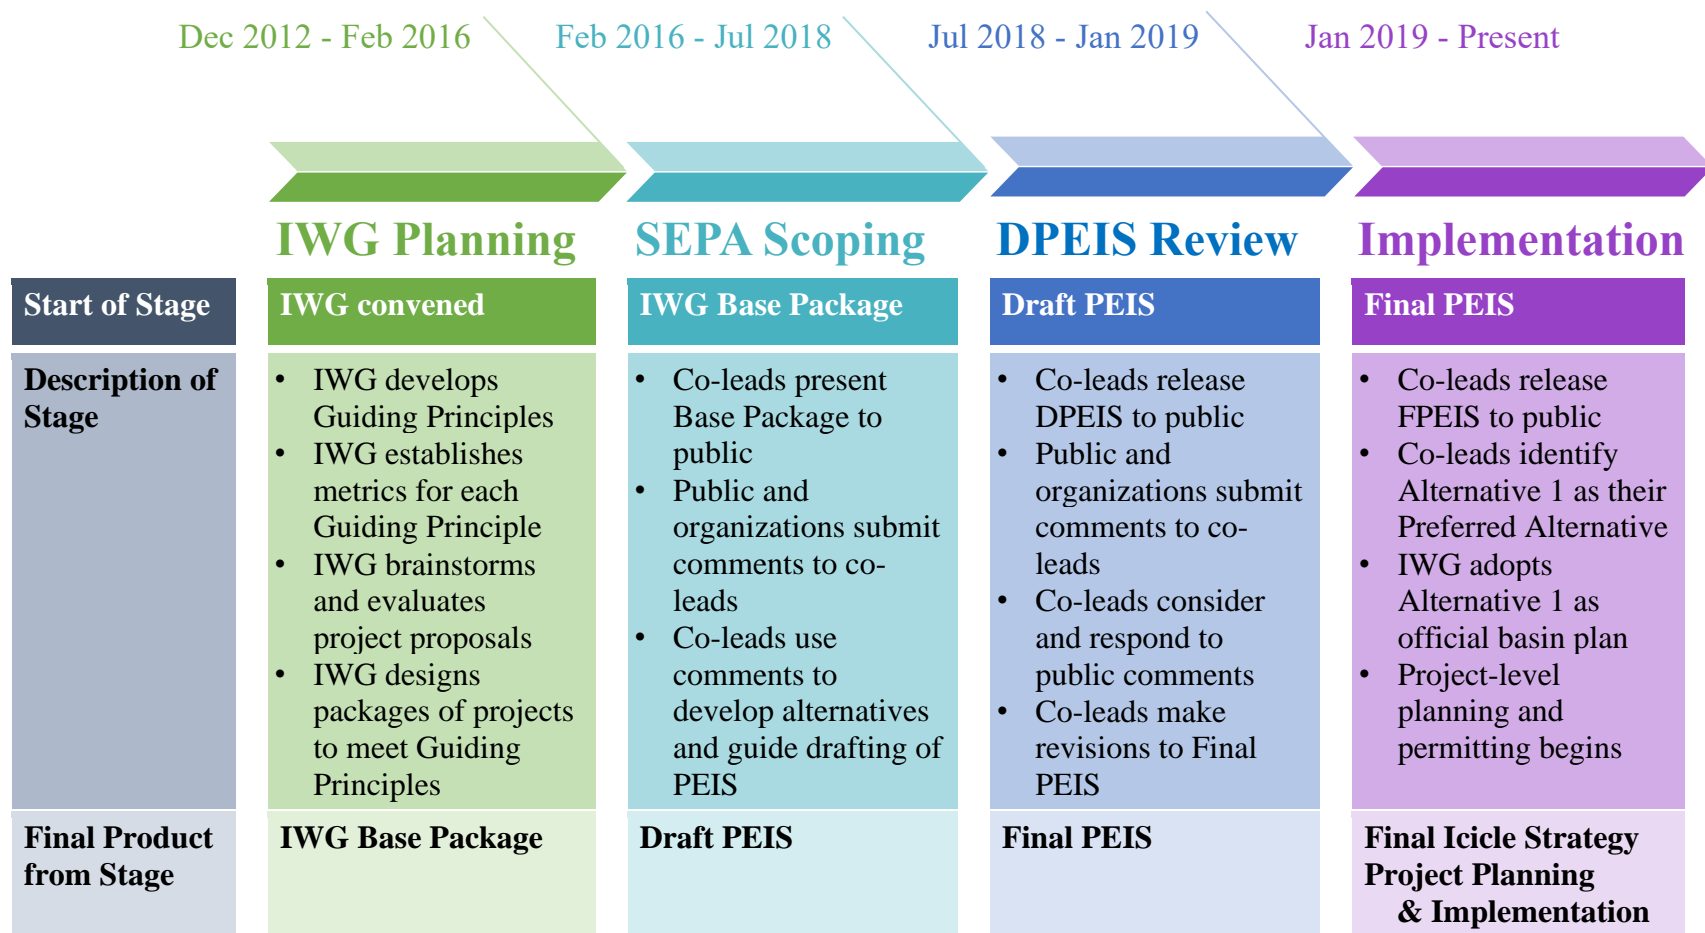 Dec 2012 - Feb 2016
Feb 2016 - Jul 2018
Jul 2018 - Jan 2019
Jan 2019 - Present
IWG Planning
SEPA Scoping
DPEIS Review
Implementation
Start of Stage
IWG convened
IWG Base Package
Draft PEIS
Final PEIS
Description of
Stage
• IWG develops
Guiding Principles
• IWG establishes
metrics for each
Guiding Principle
• IWG brainstorms
and evaluates
project proposals
• IWG designs
packages of projects
to meet Guiding
Principles
• Co-leads present
Base Package to
public
• Public and
organizations submit
comments to co-
leads
• Co-leads use
comments to
develop alternatives
and guide drafting of
PEIS
• Co-leads release
DPEIS to public
• Public and
organizations submit
comments to co-
leads
• Co-leads consider
and respond to
public comments
• Co-leads make
revisions to Final
PEIS
• Co-leads release
FPEIS to public
• Co-leads identify
Alternative 1 as their
Preferred Alternative
• IWG adopts
Alternative 1 as
official basin plan
• Project-level
planning and
permitting begins
Final Product
from Stage
IWG Base Package
Draft PEIS
Final PEIS
Final Icicle Strategy
Project Planning
& Implementation